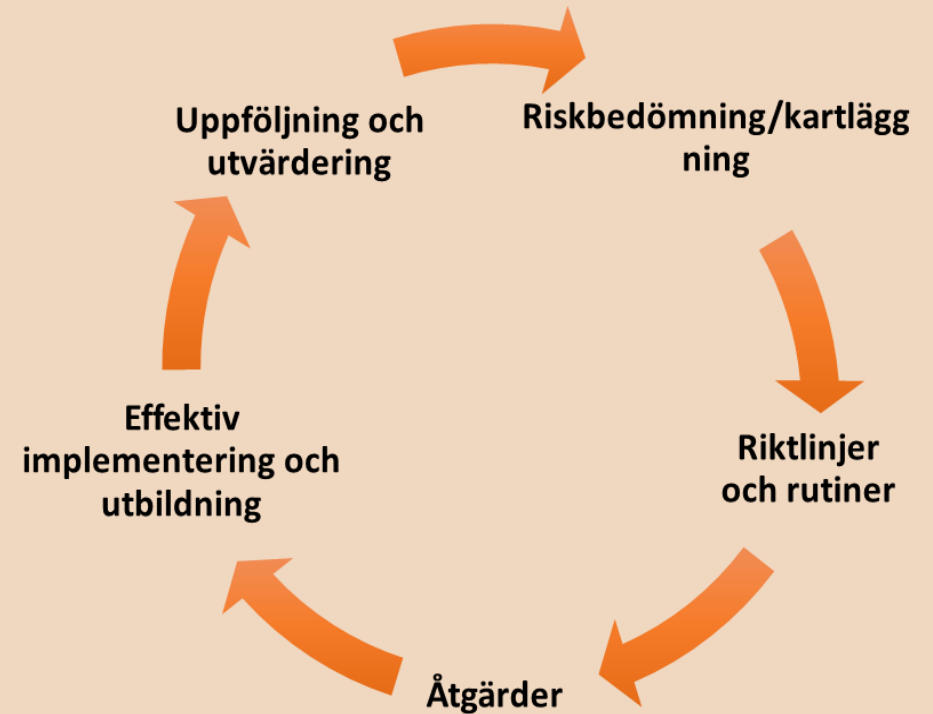 Uppföljning och
utvärdering
Riskbedömning/kartlägg
ning
Riktlinjer
och rutiner
Åtgärder
Effektiv
implementering och
utbildning